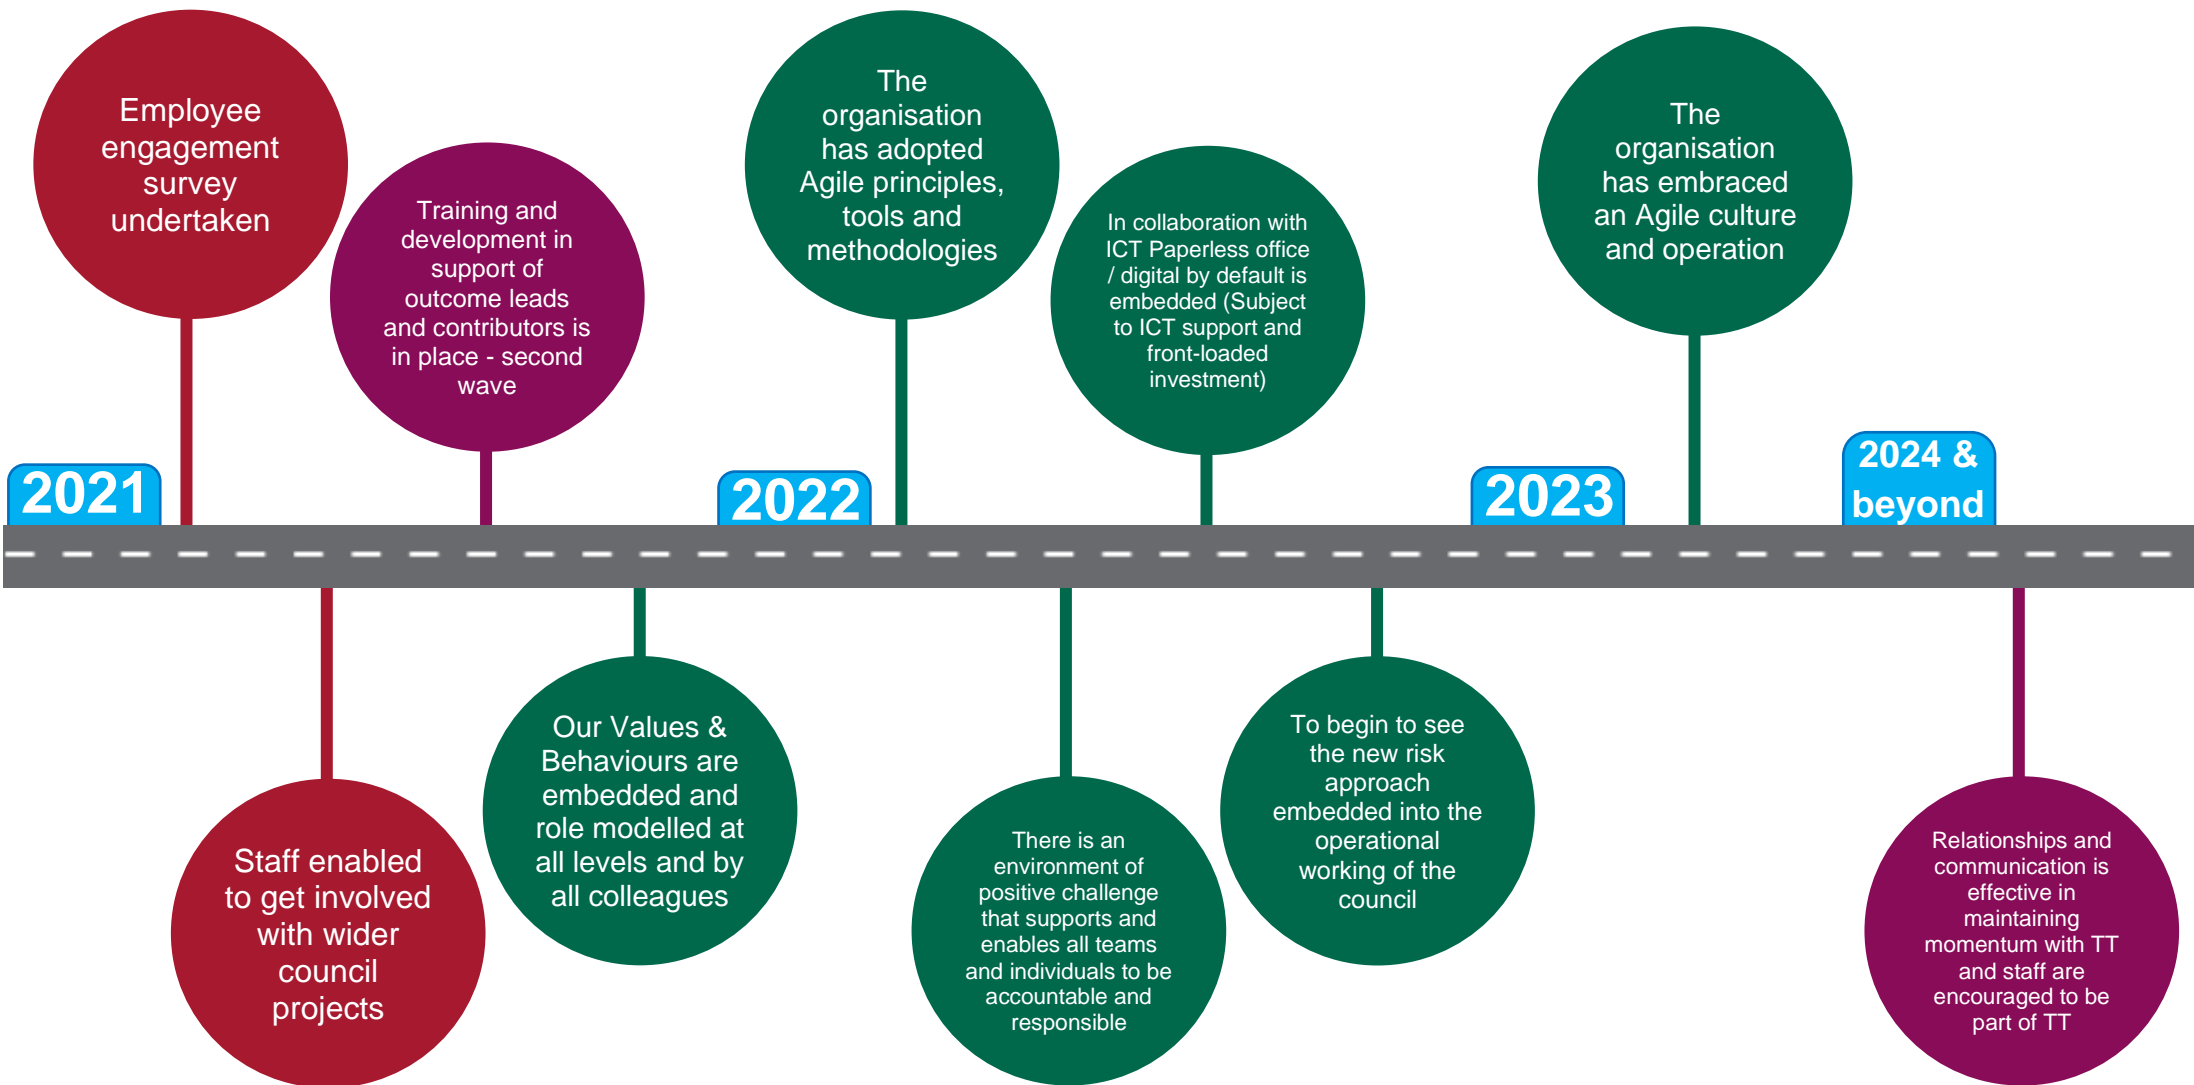 Employee
engagement
survey
undertaken
Training and
development in
support of
outcome leads
and contributors is
in place - second
wave
The
organisation
has adopted
Agile principles,
tools and
methodologies
In collaboration with
ICT Paperless office
/ digital by default is
embedded (Subject
to ICT support and
front-loaded
investment)
The
organisation
has embraced
an Agile culture
and operation
2021
2022
2023
2024 &
beyond
Staff enabled
to get involved
with wider
council
projects
Our Values &
Behaviours are
embedded and
role modelled at
all levels and by
all colleagues
There is an
environment of
positive challenge
that supports and
enables all teams
and individuals to be
accountable and
responsible
To begin to see
the new risk
approach
embedded into the
operational
working of the
council
Relationships and
communication is
effective in
maintaining
momentum with TT
and staff are
encouraged to be
part of TT